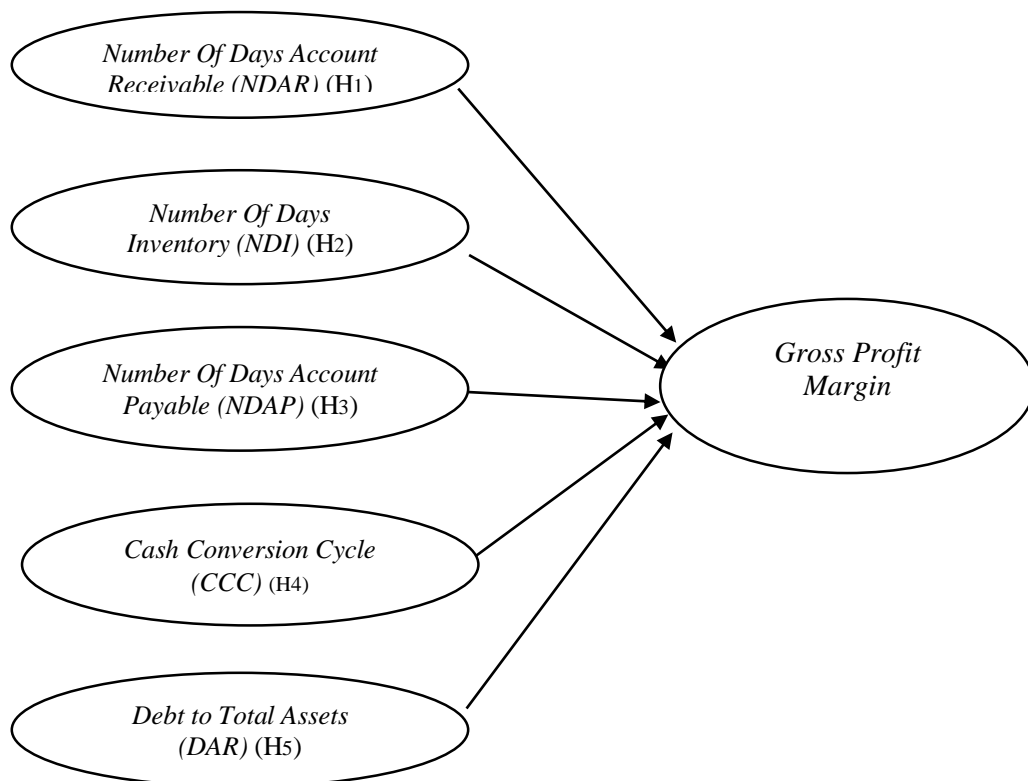 Number Of Days Account
Receivable (NDAR) (H1)
Number Of Days
Inventory (NDI) (H2)
Gross Profit
Margin
Number Of Days Account
Payable (NDAP) (H3)
Cash Conversion Cycle
(CCC) (H4)
Debt to Total Assets
(DAR) (H5)